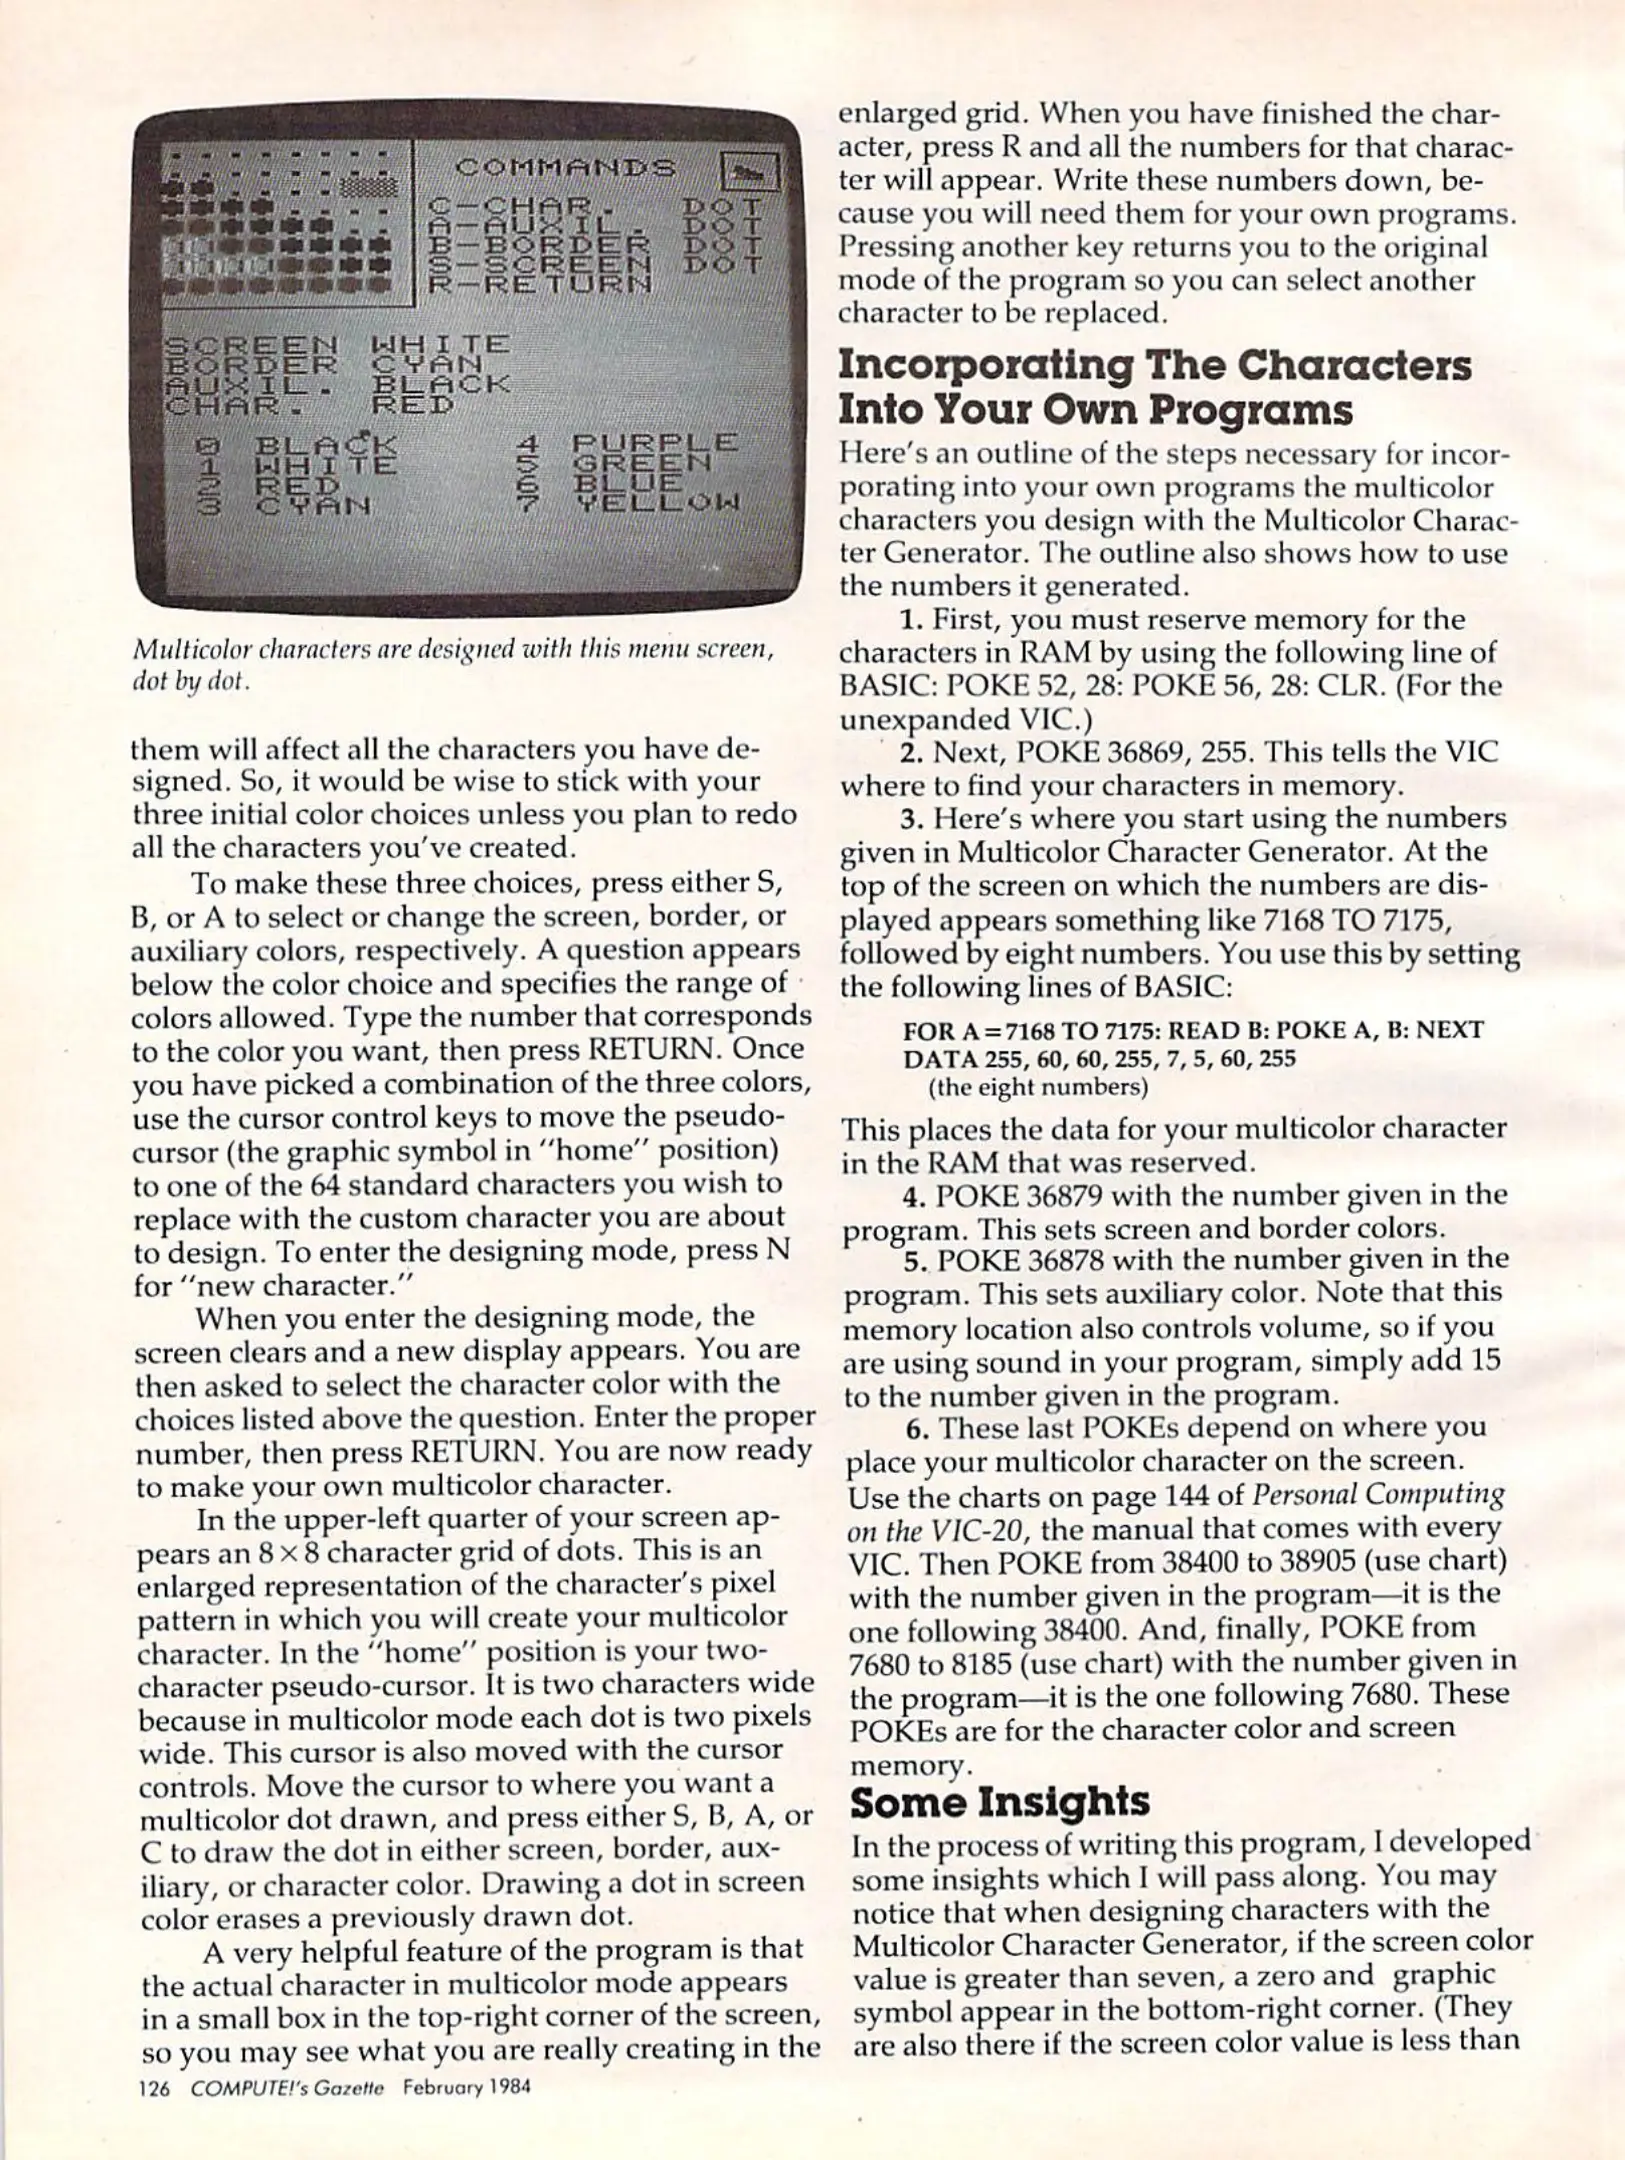 COMMANDS
C-CHAR. DOT
A-AUXIL. DOT
B-BORDER DOT
S-SCREEN DOT
R-RETURN
SCREEN WHITE
BORDER CYAN
AUXIL. BLACK
CHAR. RED
0 BLACK 4 PURPLE
1 WHITE 5 GREEN
2 RED 6 BLUE
3 CYAN 7 YELLOW
Multicolor characters are designed with this menu screen,
dot by dot.
them will affect all the characters you have de-
signed. So, it would be wise to stick with your
three initial color choices unless you plan to redo
all the characters you've created.
To make these three choices, press either S,
B, or A to select or change the screen, border, or
auxiliary colors, respectively. A question appears
below the color choice and specifies the range of
colors allowed. Type the number that corresponds
to the color you want, then press RETURN. Once
you have picked a combination of the three colors,
use the cursor control keys to move the pseudo-
cursor (the graphic symbol in "home" position)
to one of the 64 standard characters you wish to
replace with the custom character you are about
to design. To enter the designing mode, press N
for "new character."
When you enter the designing mode, the
screen clears and a new display appears. You are
then asked to select the character color with the
choices listed above the question. Enter the proper
number, then press RETURN. You are now ready
to make your own multicolor character.
In the upper-left quarter of your screen ap-
pears an 8 × 8 character grid of dots. This is an
enlarged representation of the character's pixel
pattern in which you will create your multicolor
character. In the "home" position is your two-
character pseudo-cursor. It is two characters wide
because in multicolor mode each dot is two pixels
wide. This cursor is also moved with the cursor
controls. Move the cursor to where you want a
multicolor dot drawn, and press either S, B, A, or
C to draw the dot in either screen, border, aux-
iliary, or character color. Drawing a dot in screen
color erases a previously drawn dot.
A very helpful feature of the program is that
the actual character in multicolor mode appears
in a small box in the top-right corner of the screen,
so you may see what you are really creating in the
enlarged grid. When you have finished the char-
acter, press R and all the numbers for that charac-
ter will appear. Write these numbers down, be-
cause you will need them for your own programs.
Pressing another key returns you to the original
mode of the program so you can select another
character to be replaced.
Incorporating The Characters
Into Your Own Programs
Here's an outline of the steps necessary for incor-
porating into your own programs the multicolor
characters you design with the Multicolor Charac-
ter Generator. The outline also shows how to use
the numbers it generated.
1. First, you must reserve memory for the
characters in RAM by using the following line of
BASIC: POKE 52, 28: POKE 56, 28: CLR. (For the
unexpanded VIC.)
2. Next, POKE 36869, 255. This tells the VIC
where to find your characters in memory.
3. Here's where you start using the numbers
given in Multicolor Character Generator. At the
top of the screen on which the numbers are dis-
played appears something like 7168 TO 7175,
followed by eight numbers. You use this by setting
the following lines of BASIC:
FOR A=7168 TO 7175: READ B: POKE A, B: NEXT
DATA 255, 60, 60, 255, 7, 5, 60, 255
(the eight numbers)
This places the data for your multicolor character
in the RAM that was reserved.
4. POKE 36879 with the number given in the
program. This sets screen and border colors.
5. POKE 36878 with the number given in the
program. This sets auxiliary color. Note that this
memory location also controls volume, so if you
are using sound in your program, simply add 15
to the number given in the program.
6. These last POKEs depend on where you
place your multicolor character on the screen.
Use the charts on page 144 of Personal Computing
on the VIC-20, the manual that comes with every
VIC. Then POKE from 38400 to 38905 (use chart)
with the number given in the program—it is the
one following 38400. And, finally, POKE from
7680 to 8185 (use chart) with the number given in
the program—it is the one following 7680. These
POKEs are for the character color and screen
memory.
Some Insights
In the process of writing this program, I developed
some insights which I will pass along. You may
notice that when designing characters with the
Multicolor Character Generator, if the screen color
value is greater than seven, a zero and graphic
symbol appear in the bottom-right corner. (They
are also there if the screen color value is less than
126 COMPUTE!'s Gazette February 1984